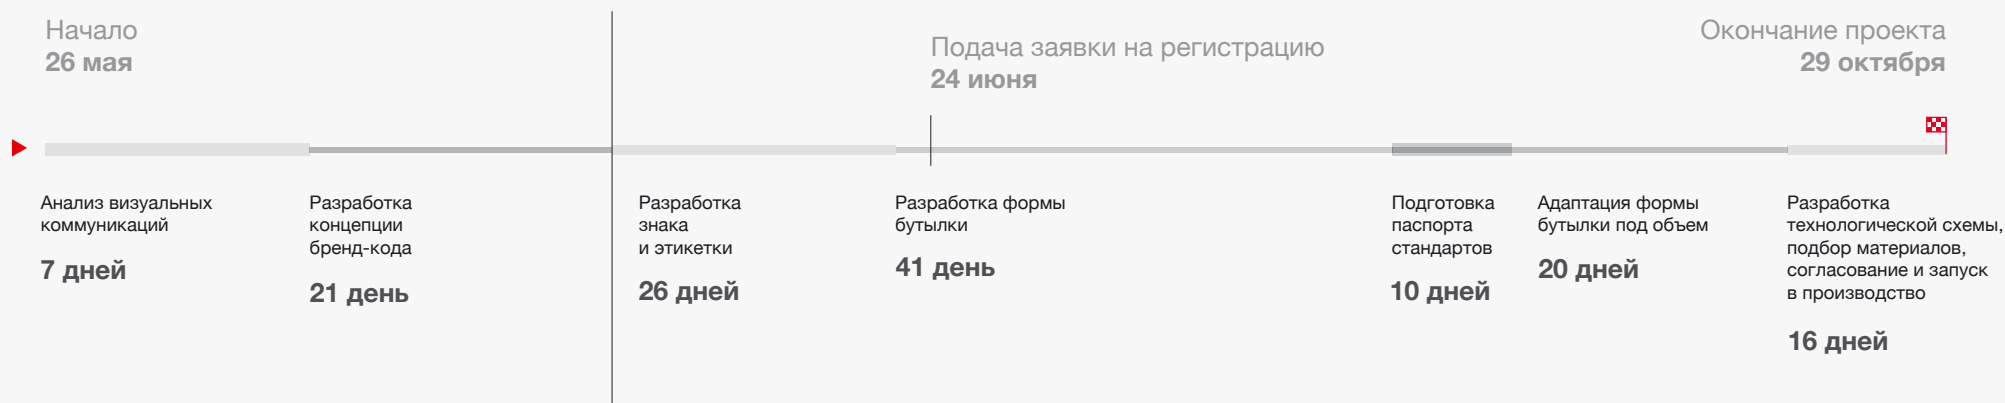 Начало
26 мая
Подача заявки на регистрацию
24 июня
Окончание проекта
29 октября
Анализ визуальных
коммуникаций
7 дней
Разработка
концепции
бренд-кода
21 день
Разработка
знака
и этикетки
26 дней
Разработка формы
бутылки
41 день
Подготовка
паспорта
стандартов
10 дней
Адаптация формы
бутылки под объем
20 дней
Разработка
технологической схемы,
подбор материалов,
согласование и запуск
в производство
16 дней